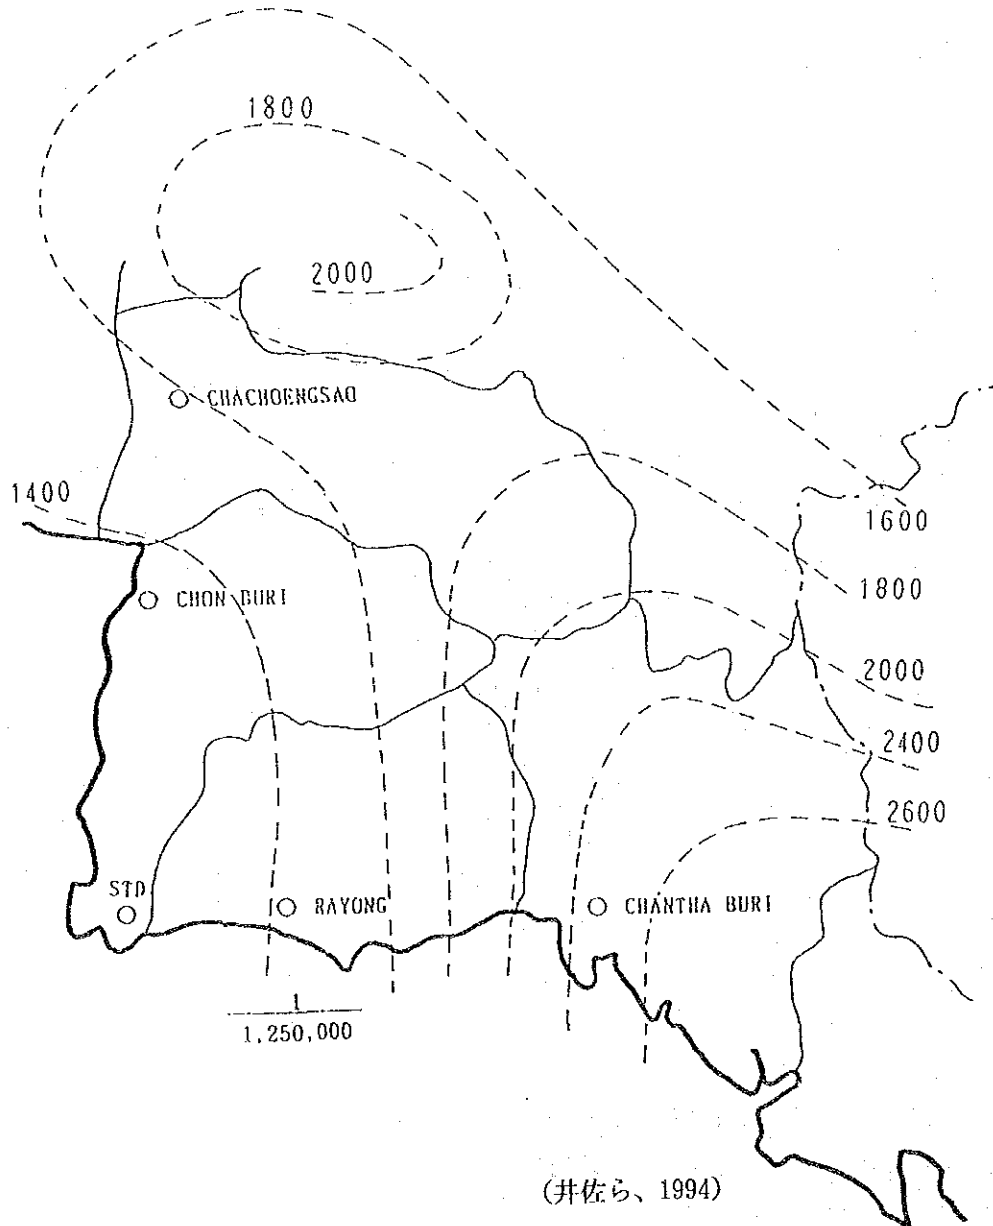 1800
2000
CHACHOENGSAO
1400
1600
CHON BURI
1800
2000
2400
2600
STD
RAYONG
CHANTHA BURI
1
1,250,000
(井佐ら、1994)